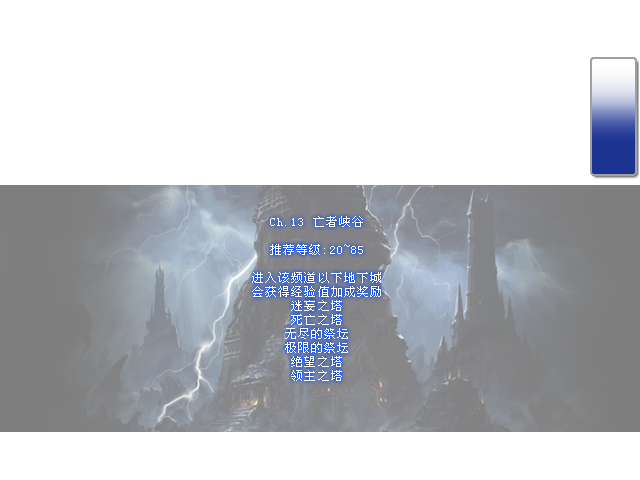 Ch.13 亡者峡谷
推荐等级:20~85
进入该频道以下地下城
会获得经验值加成奖励
迷妄之塔
死亡之塔
无尽的祭坛
极限的祭坛
绝望之塔
领主之塔